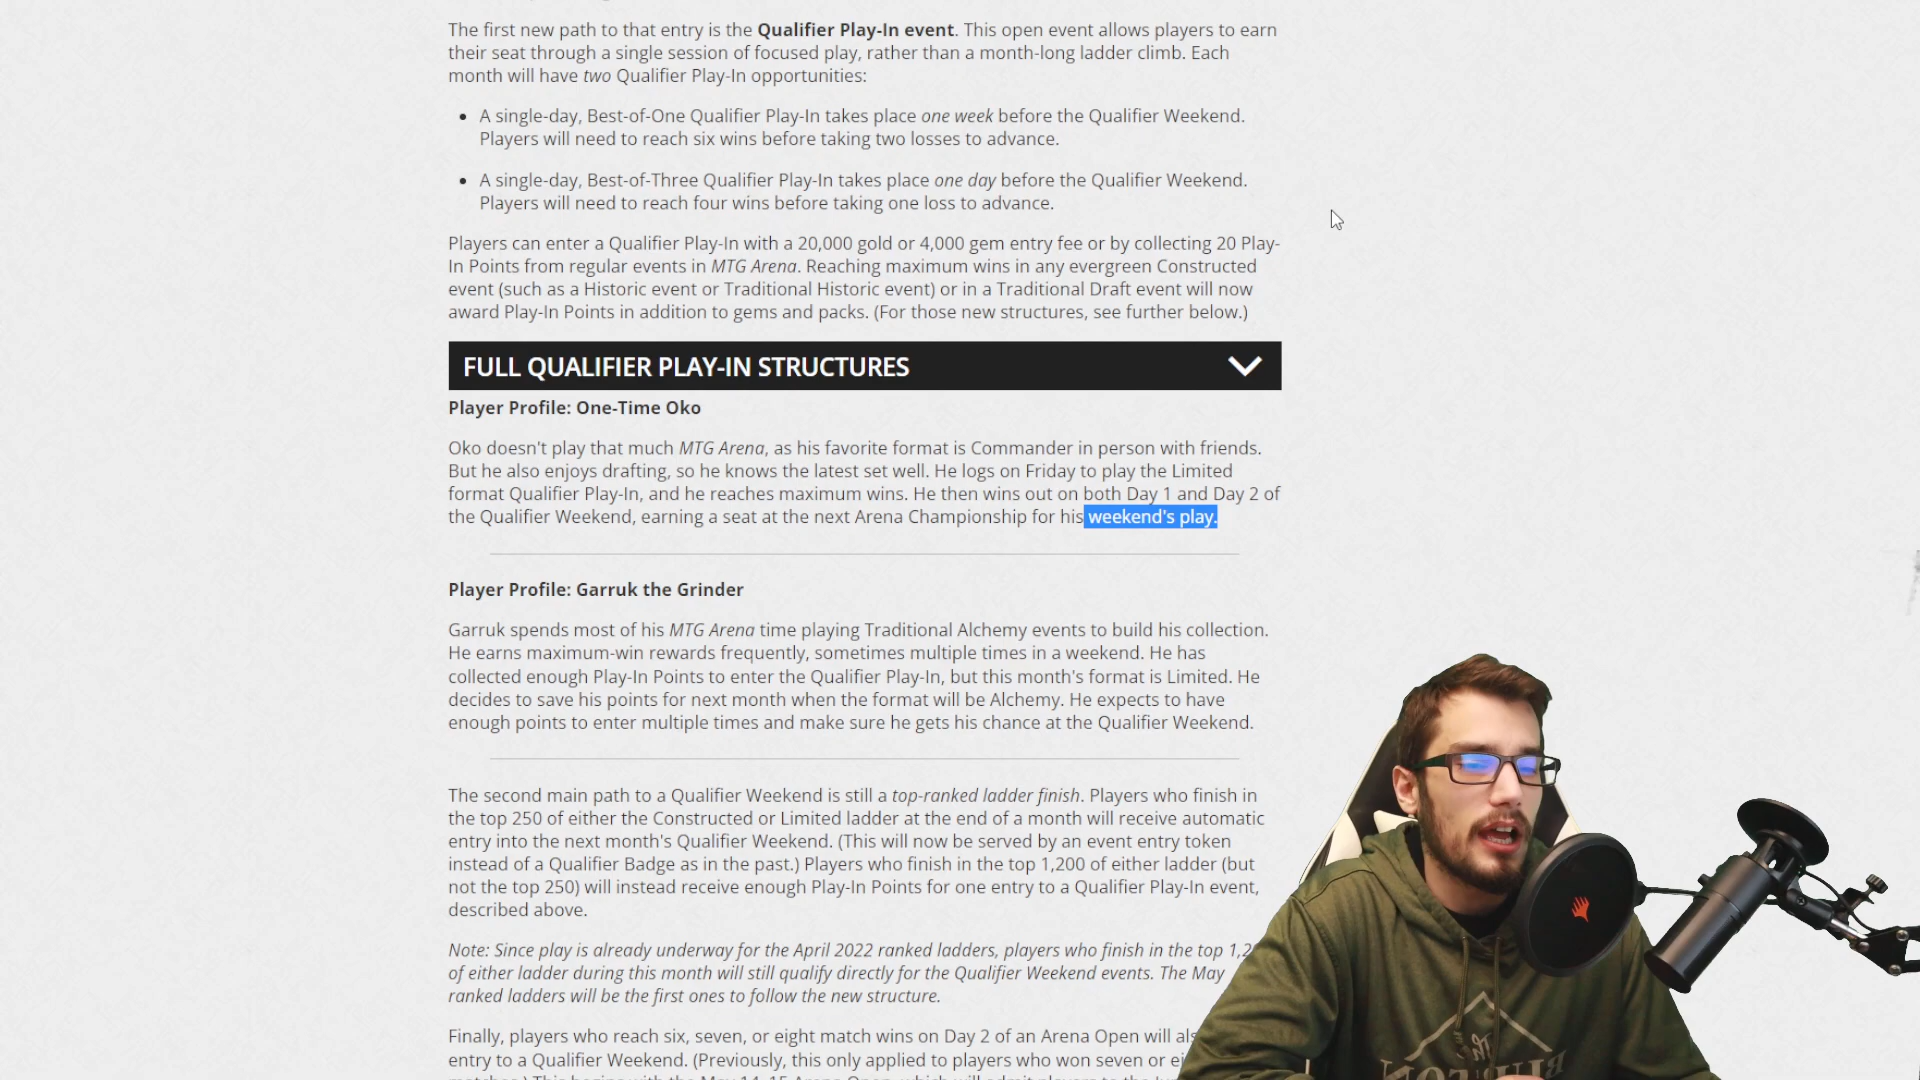 The first new path to that entry is the Qualifier Play-In event. This open event allows players to earn
their seat through a single session of focused play, rather than a month-long ladder climb. Each
month will have two Qualifier Play-In opportunities:
• A single-day, Best-of-One Qualifier Play-In takes place one week before the Qualifier Weekend.
Players will need to reach six wins before taking two losses to advance.
• A single-day, Best-of-Three Qualifier Play-In takes place one day before the Qualifier Weekend.
Players will need to reach four wins before taking one loss to advance.
Players can enter a Qualifier Play-In with a 20,000 gold or 4,000 gem entry fee or by collecting 20 Play-
In Points from regular events in MTG Arena. Reaching maximum wins in any evergreen Constructed
event (such as a Historic event or Traditional Historic event) or in a Traditional Draft event will now
award Play-In Points in addition to gems and packs. (For those new structures, see further below.)
FULL QUALIFIER PLAY-IN STRUCTURES
Player Profile: One-Time Oko
Oko doesn't play that much MTG Arena, as his favorite format is Commander in person with friends.
But he also enjoys drafting, so he knows the latest set well. He logs on Friday to play the Limited
format Qualifier Play-In, and he reaches maximum wins. He then wins out on both Day 1 and Day 2 of
the Qualifier Weekend, earning a seat at the next Arena Championship for his weekend's play.
Player Profile: Garruk the Grinder
Garruk spends most of his MTG Arena time playing Traditional Alchemy events to build his collection.
He earns maximum-win rewards frequently, sometimes multiple times in a weekend. He has
collected enough Play-In Points to enter the Qualifier Play-In, but this month's format is Limited. He
decides to save his points for next month when the format will be Alchemy. He expects to have
enough points to enter multiple times and make sure he gets his chance at the Qualifier Weekend.
The second main path to a Qualifier Weekend is still a top-ranked ladder finish. Players who finish in
the top 250 of either the Constructed or Limited ladder at the end of a month will receive automatic
entry into the next month's Qualifier Weekend. (This will now be served by an event entry token
instead of a Qualifier Badge as in the past.) Players who finish in the top 1,200 of either ladder (but
not the top 250) will instead receive enough Play-In Points for one entry to a Qualifier Play-In event,
described above.
Note: Since play is already underway for the April 2022 ranked ladders, players who finish in the top
of either ladder during this month will still qualify directly for the Qualifier Weekend events. The May
ranked ladders will be the first ones to follow the new structure.
Finally, players who reach six, seven, or eight match wins on Day 2 of an Arena Open will
entry to a Qualifier Weekend. (Previously, this only applied to players who won seven or